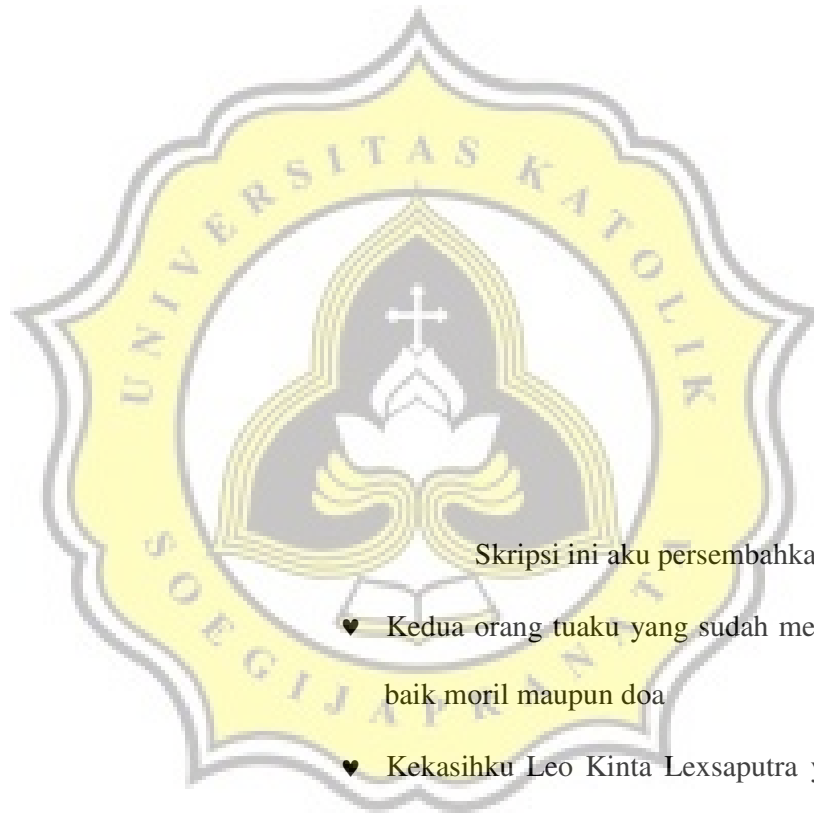 UNIVERSITAS KATOLIK
SOEGIJAPRANATA
Skripsi ini aku persembahka
♥ Kedua orang tuaku yang sudah me
baik moril maupun doa
♥ Kekasihku Leo Kinta Lexsaputra y